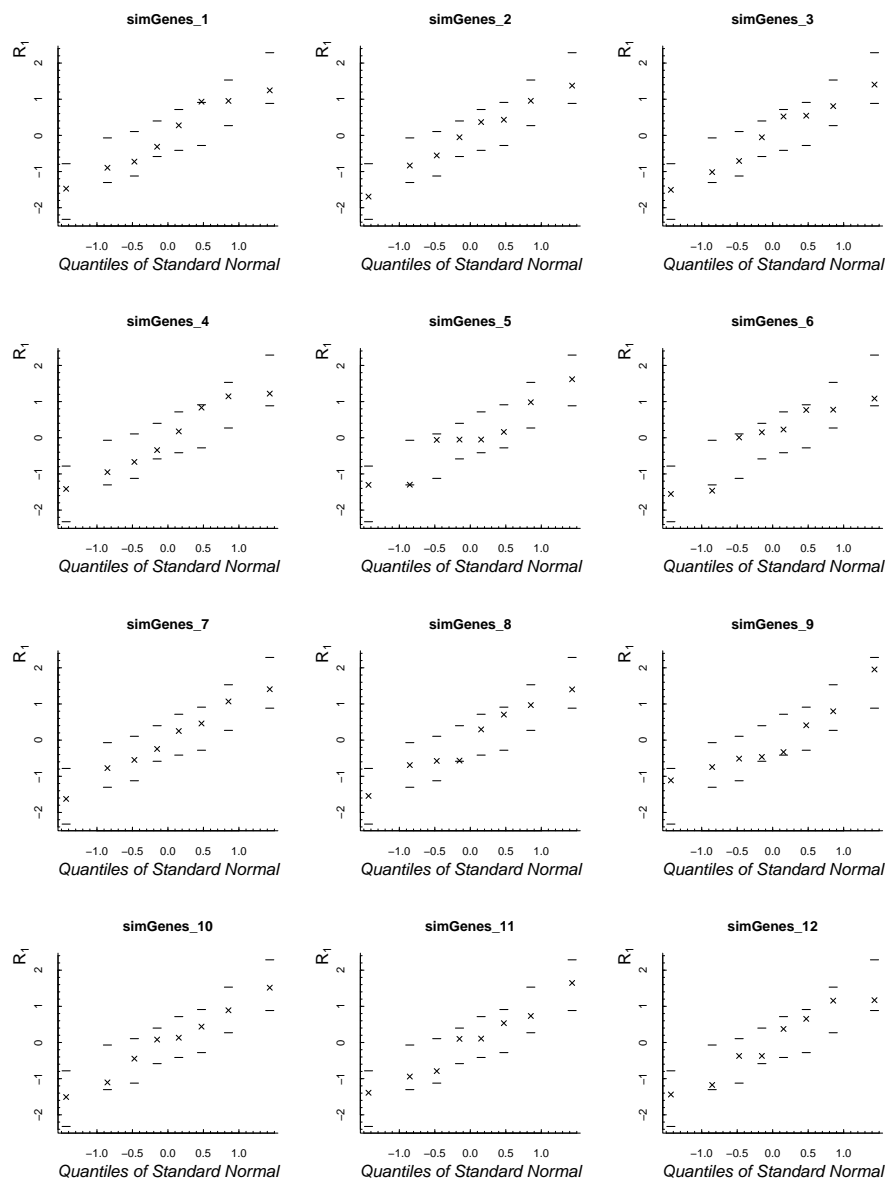 simGenes_1 simGenes_2 simGenes_3
R1 R1 R1
2 2 2
1 1 1
0 0 0
−1 −1 −1
−2 −2 −2
−1.0 −0.5 0.0 0.5 1.0 −1.0 −0.5 0.0 0.5 1.0 −1.0 −0.5 0.0 0.5 1.0
Quantiles of Standard Normal Quantiles of Standard Normal Quantiles of Standard Normal
simGenes_4 simGenes_5 simGenes_6
R1 R1 R1
2 2 2
1 1 1
0 0 0
−1 −1 −1
−2 −2 −2
−1.0 −0.5 0.0 0.5 1.0 −1.0 −0.5 0.0 0.5 1.0 −1.0 −0.5 0.0 0.5 1.0
Quantiles of Standard Normal Quantiles of Standard Normal Quantiles of Standard Normal
simGenes_7 simGenes_8 simGenes_9
R1 R1 R1
2 2 2
1 1 1
0 0 0
−1 −1 −1
−2 −2 −2
−1.0 −0.5 0.0 0.5 1.0 −1.0 −0.5 0.0 0.5 1.0 −1.0 −0.5 0.0 0.5 1.0
Quantiles of Standard Normal Quantiles of Standard Normal Quantiles of Standard Normal
simGenes_10 simGenes_11 simGenes_12
R1 R1 R1
2 2 2
1 1 1
0 0 0
−1 −1 −1
−2 −2 −2
−1.0 −0.5 0.0 0.5 1.0 −1.0 −0.5 0.0 0.5 1.0 −1.0 −0.5 0.0 0.5 1.0
Quantiles of Standard Normal Quantiles of Standard Normal Quantiles of Standard Normal